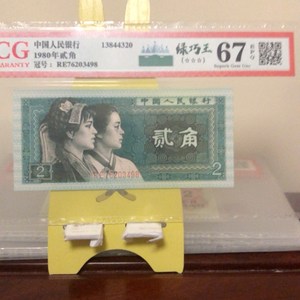 CG
中国人民银行
1980年贰角
冠号：RE76203498
13844320
绿巧王
67
EPQ
Superb Gem Unc
中国人民银行
贰角
2
2